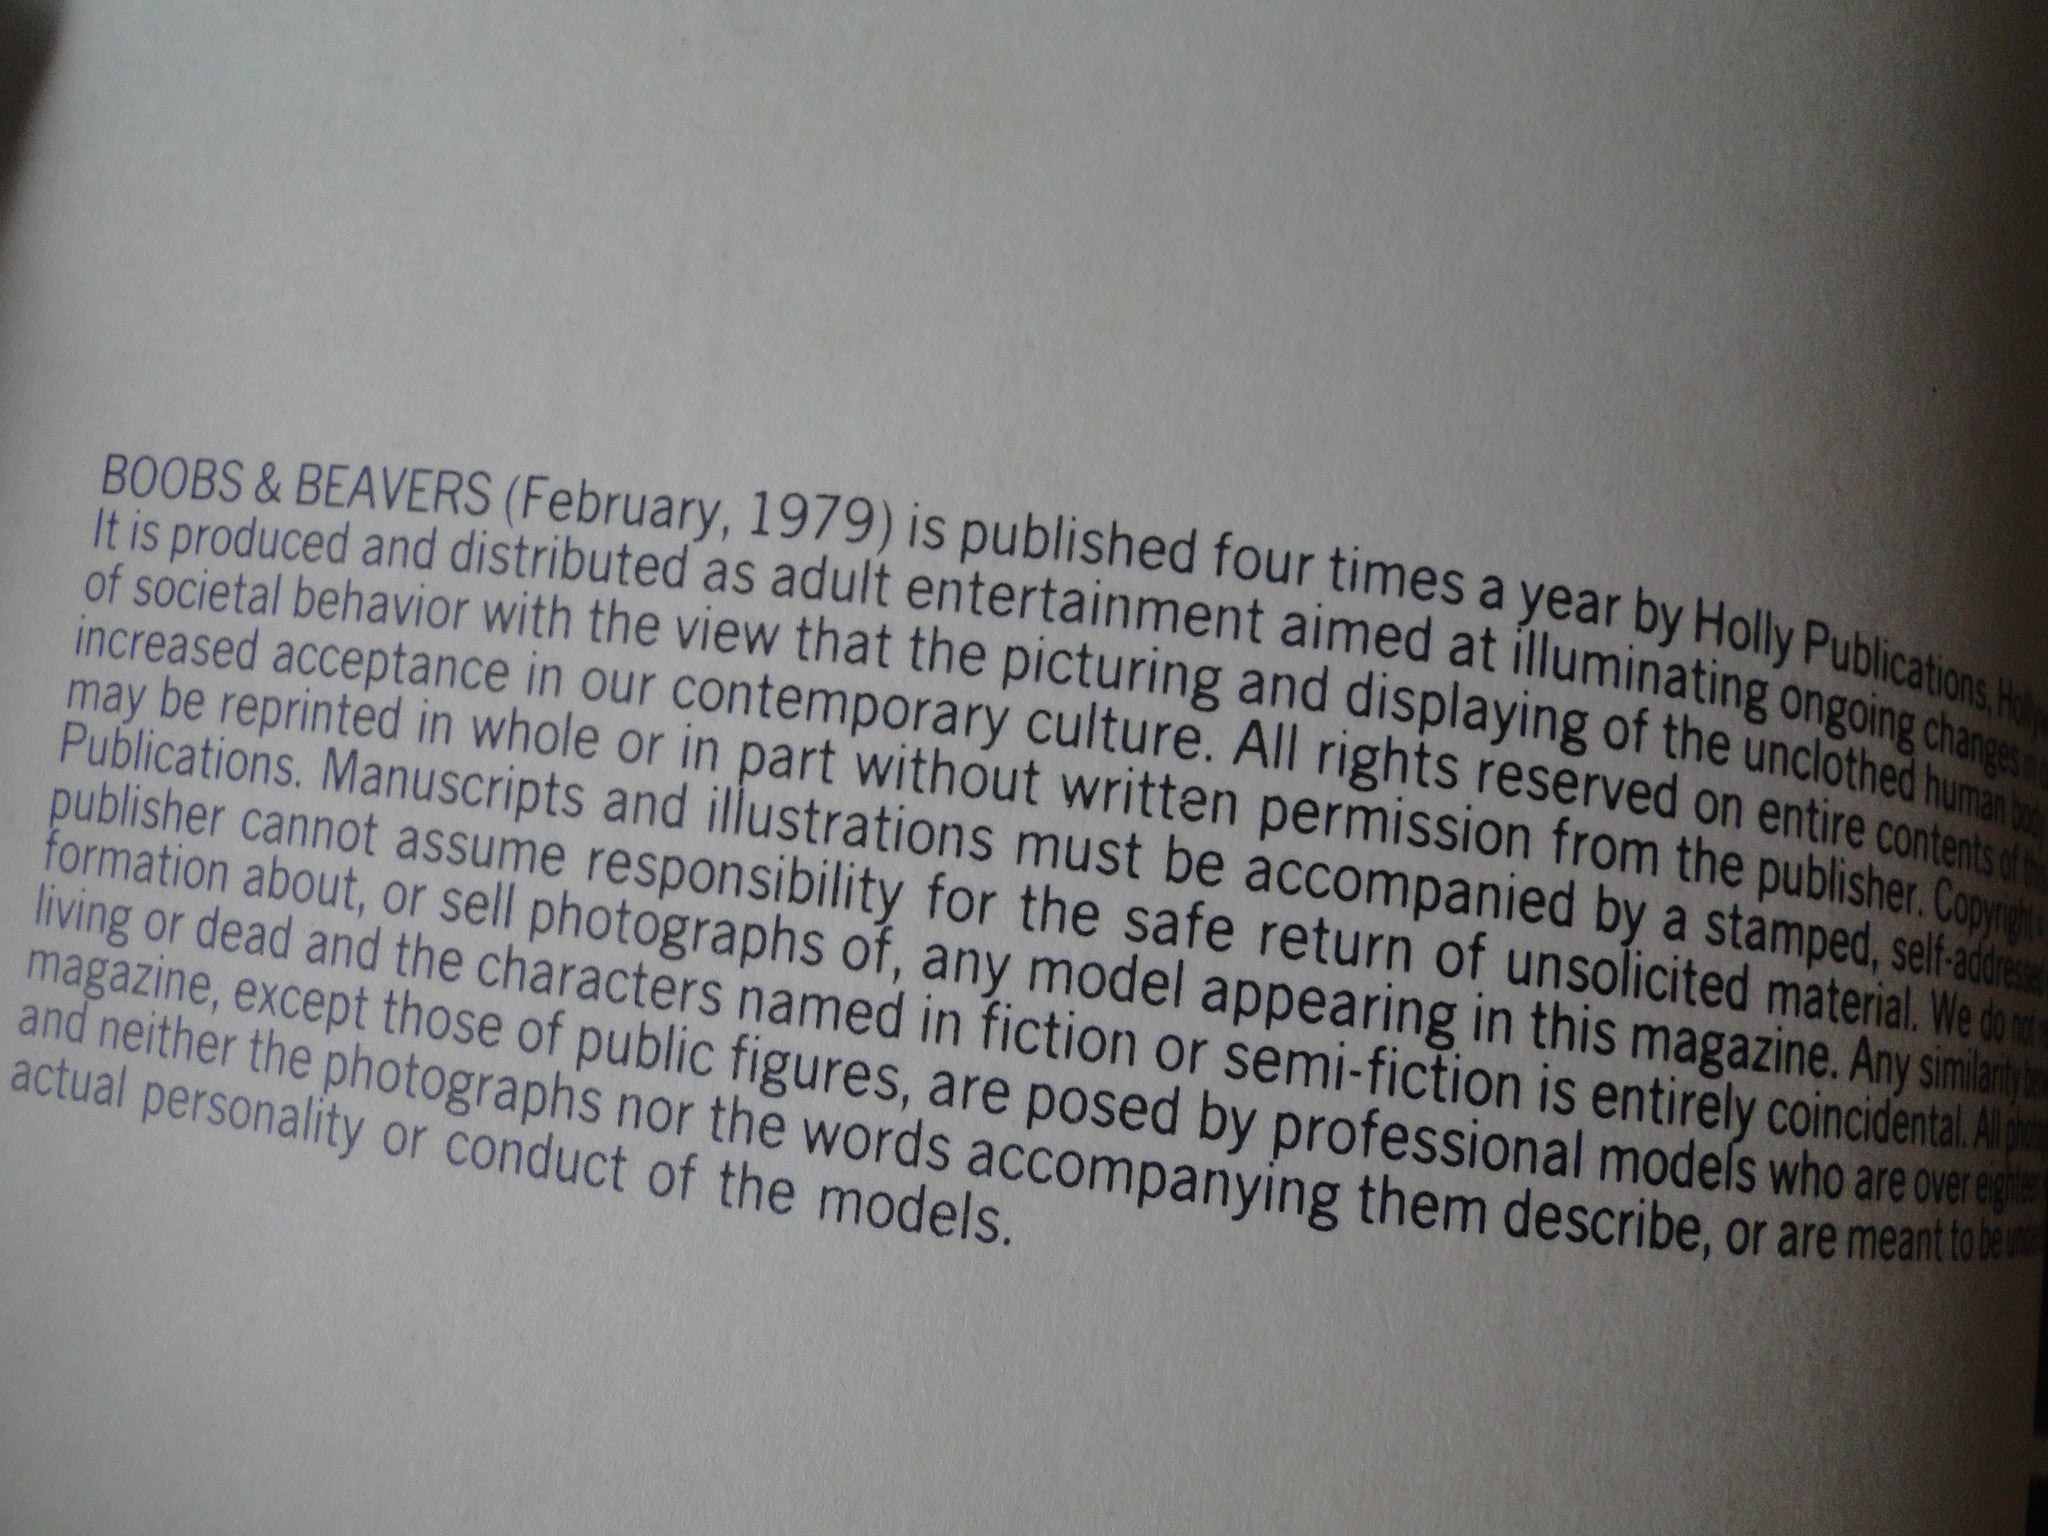 BOOBS & BEAVERS (February, 1979) is published four times a year by Holly Publications,
It is produced and distributed as adult entertainment aimed at illuminating ongoing changes
of societal behavior with the view that the picturing and displaying of the unclothed human
increased acceptance in our contemporary culture. All rights reserved on entire contents of
may be reprinted in whole or in part without written permission from the publisher. Copyright
Publications. Manuscripts and illustrations must be accompanied by a stamped, self-addressed
publisher cannot assume responsibility for the safe return of unsolicited material. We do not
formation about, or sell photographs of, any model appearing in this magazine. Any similarity
living or dead and the characters named in fiction or semi-fiction is entirely coincidental. All
magazine, except those of public figures, are posed by professional models who are over
and neither the photographs nor the words accompanying them describe, or are meant to be
actual personality or conduct of the models.